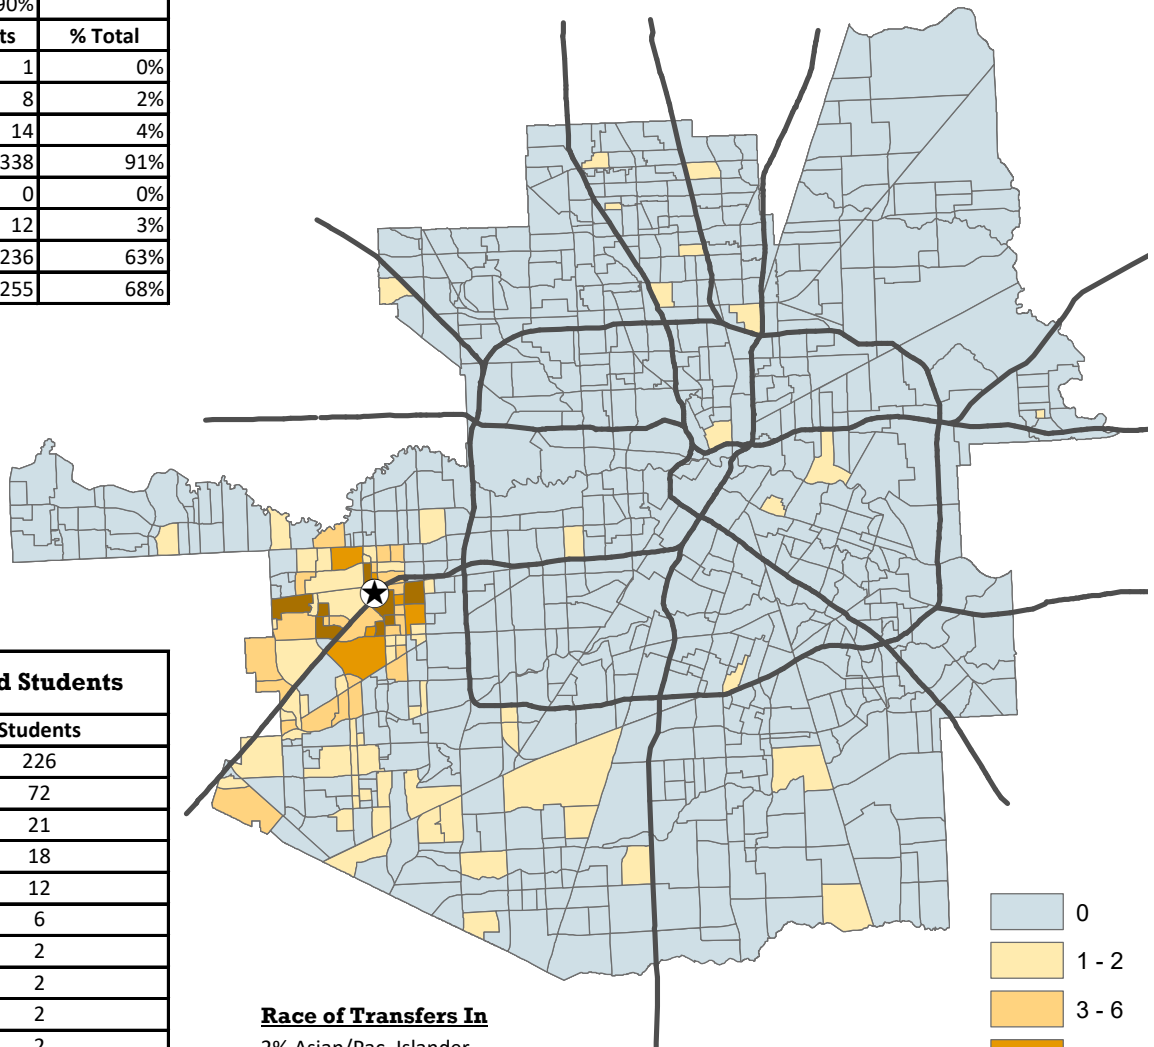 90%
ts % Total
1 0%
8 2%
14 4%
338 91%
0 0%
12 3%
236 63%
255 68%
d Students
Students
226
72
21
18
12
6
2
2
2
2
0
1 - 2
3 - 6
Race of Transfers In
2% Asian/Pac. Islander